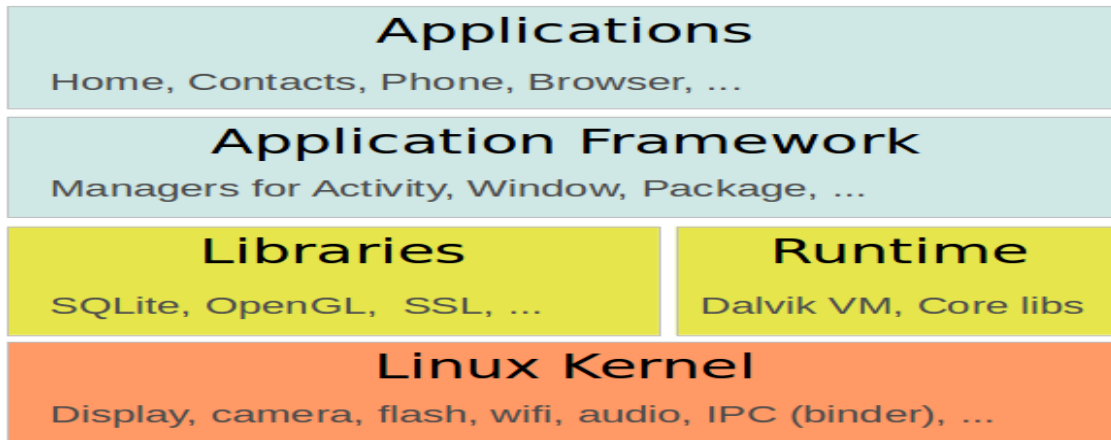 Applications
Home, Contacts, Phone, Browser, ...
Application Framework
Managers for Activity, Window, Package, ...
Libraries
SQLite, OpenGL, SSL, ...
Runtime
Dalvik VM, Core libs
Linux Kernel
Display, camera, flash, wifi, audio, IPC (binder), ...